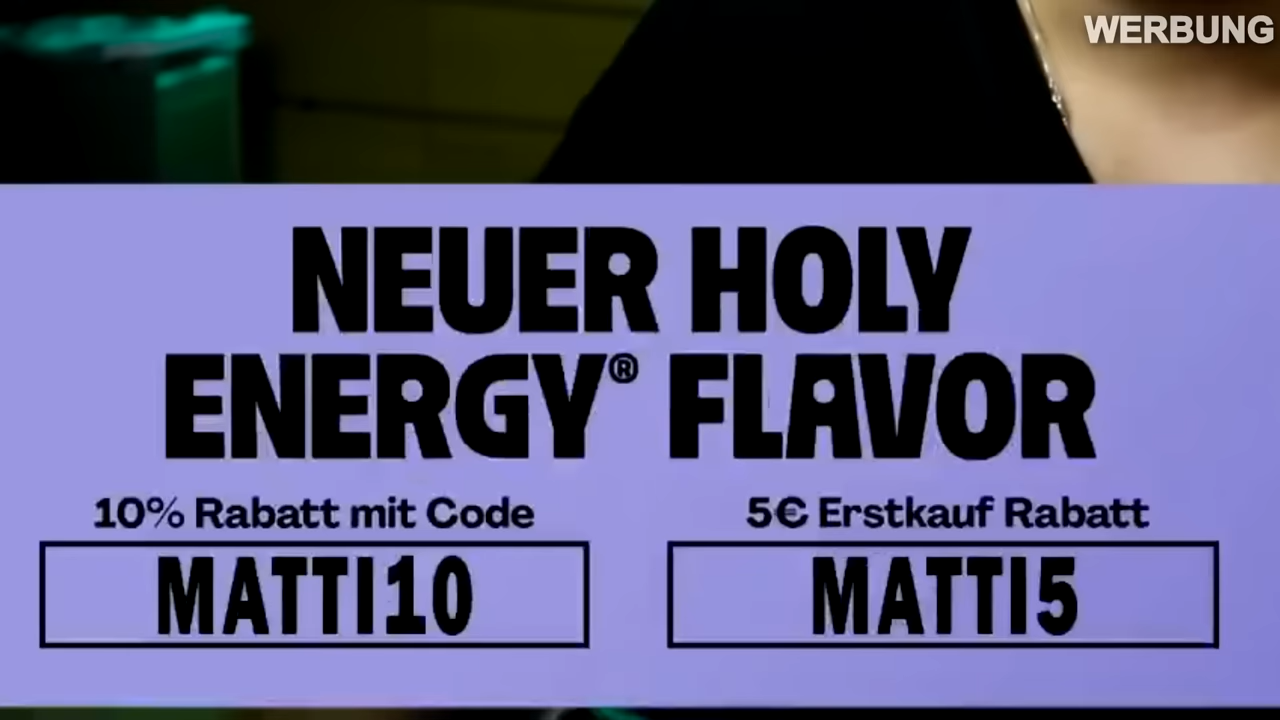 WERBUNG
NEUER HOLY
ENERGY® FLAVOR
10% Rabatt mit Code
5€ Erstkauf Rabatt
MATTI10
MATTI5